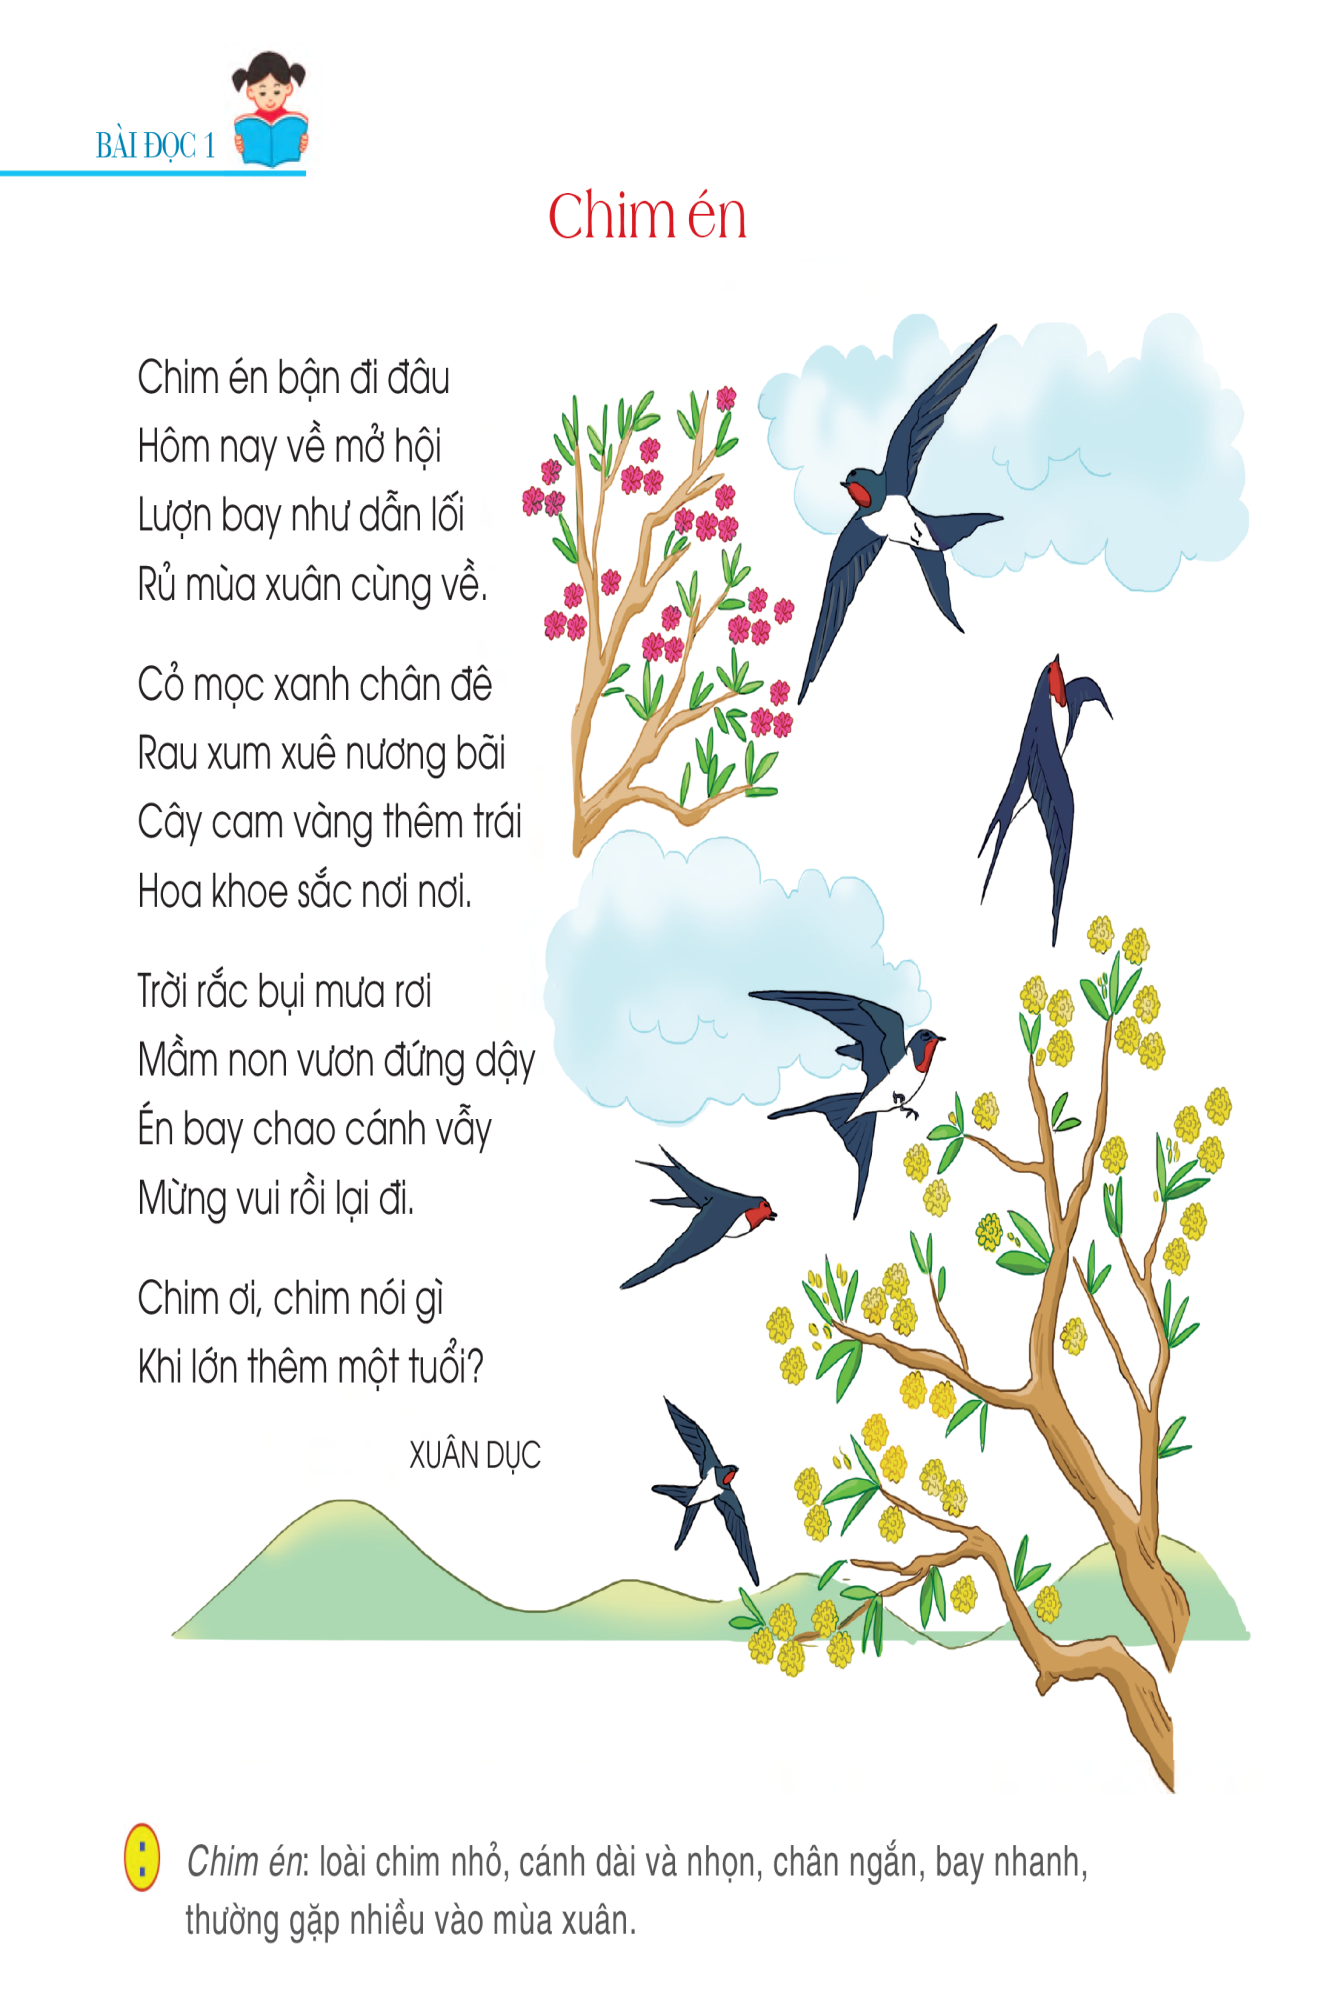 BÀI ĐỌC 1
Chim én
Chim én bận đi đâu
Hôm nay về mở hội
Lượn bay như dẫn lối
Rủ mùa xuân cùng về.
Cỏ mọc xanh chân đê
Rau xum xuê nương bãi
Cây cam vàng thêm trái
Hoa khoe sắc nơi nơi.
Trời rắc bụi mưa rơi
Mầm non vươn đứng dậy
Én bay chao cánh vẫy
Mừng vui rồi lại đi.
Chim ơi, chim nói gì
Khi lớn thêm một tuổi?
XUÂN DỤC
Chim én: loài chim nhỏ, cánh dài và nhọn, chân ngắn, bay nhanh,
thường gặp nhiều vào mùa xuân.